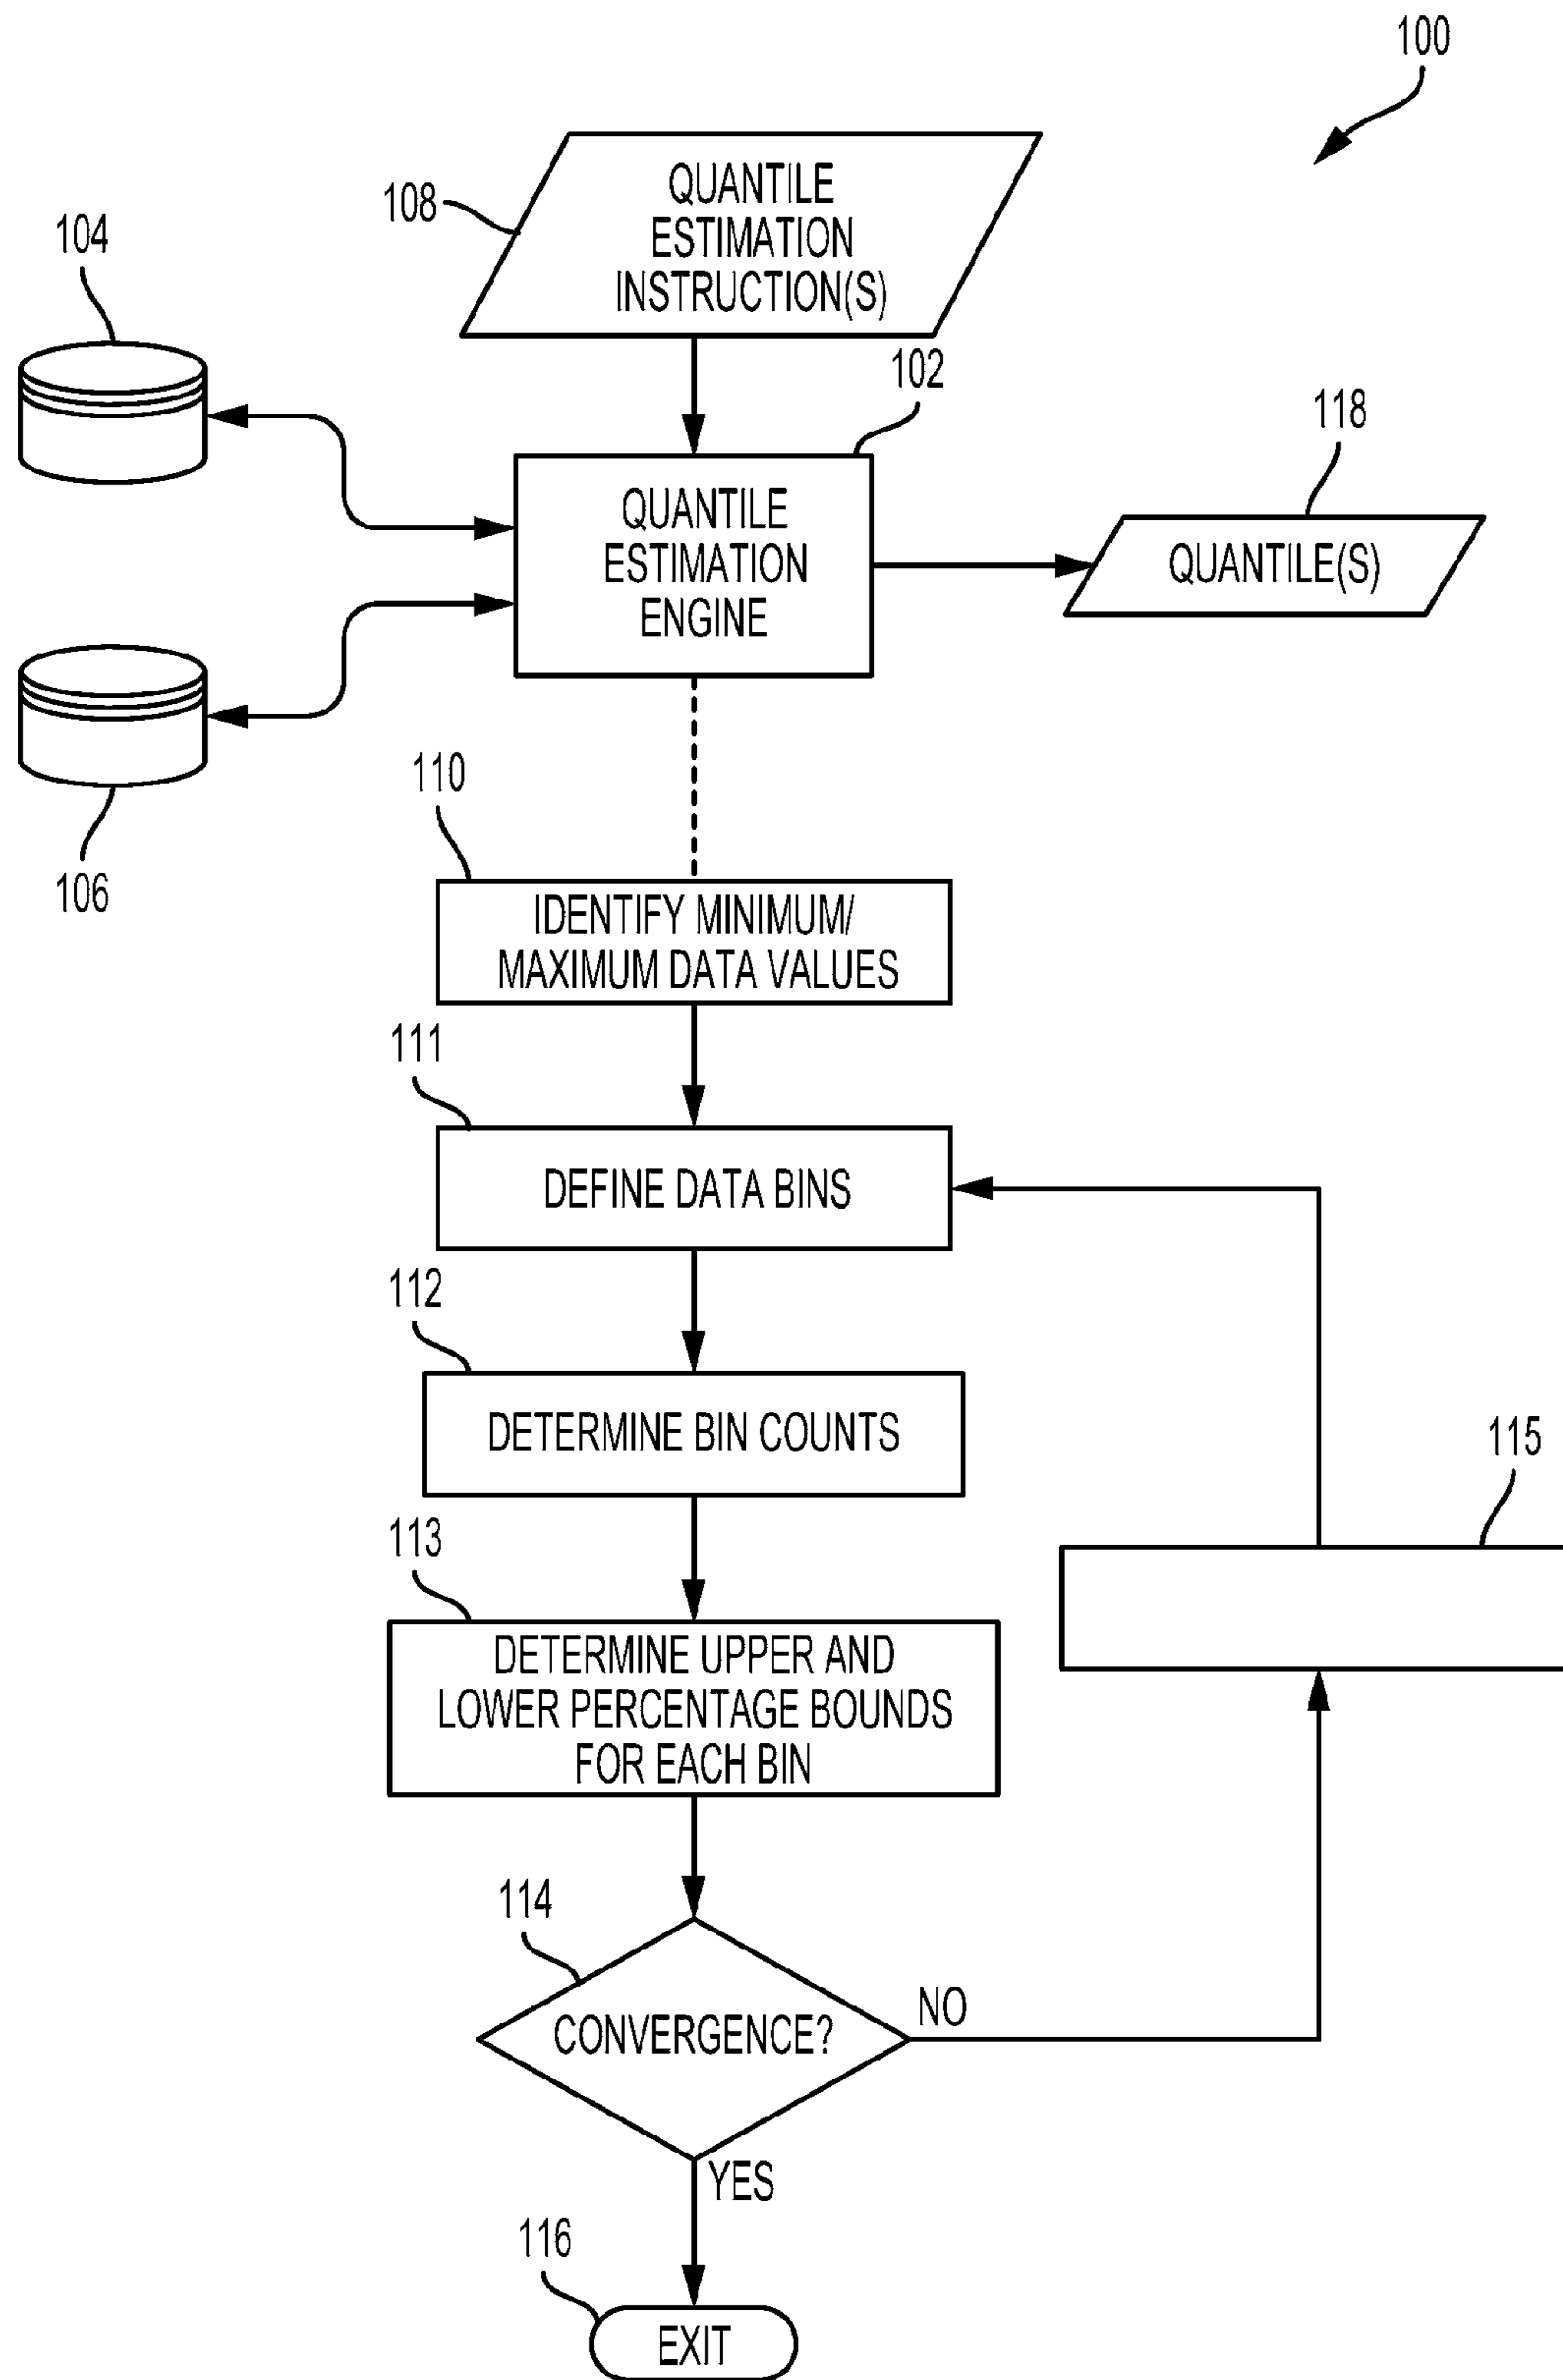 100
108
QUANTILE
ESTIMATION
INSTRUCTION(S)
104
102
118
QUANTILE
ESTIMATION
ENGINE
QUANTILE(S)
106
110
IDENTIFY MINIMUM/
MAXIMUM DATA VALUES
111
DEFINE DATA BINS
112
DETERMINE BIN COUNTS
115
113
DETERMINE UPPER AND
LOWER PERCENTAGE BOUNDS
FOR EACH BIN
114
CONVERGENCE?
NO
YES
116
EXIT